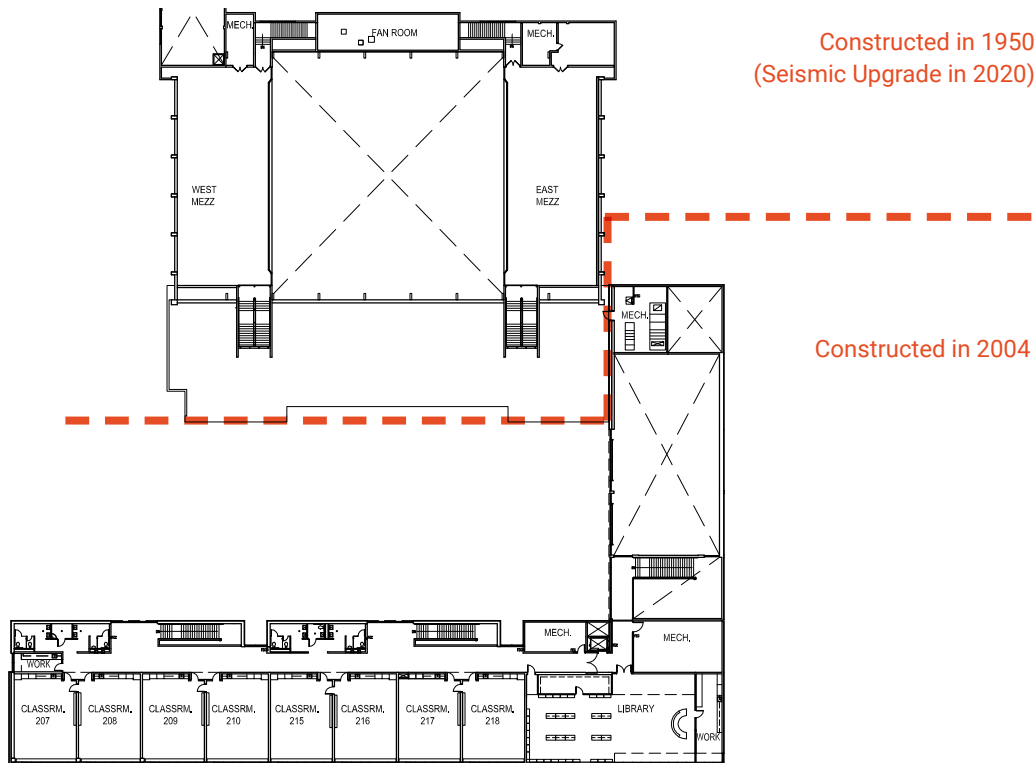 MECH.
FAN ROOM
MECH.
Constructed in 1950
(Seismic Upgrade in 2020)
WEST
MEZZ
EAST
MEZZ
MECH.
Constructed in 2004
MECH.
MECH.
WORK
CLASSRM.
207
CLASSRM.
208
CLASSRM.
209
CLASSRM.
210
CLASSRM.
215
CLASSRM.
216
CLASSRM.
217
CLASSRM.
218
LIBRARY
WORK